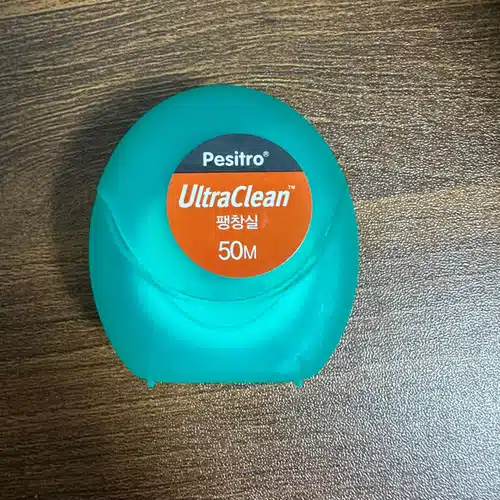 Pesitro®
UltraClean™
팽창실
50M